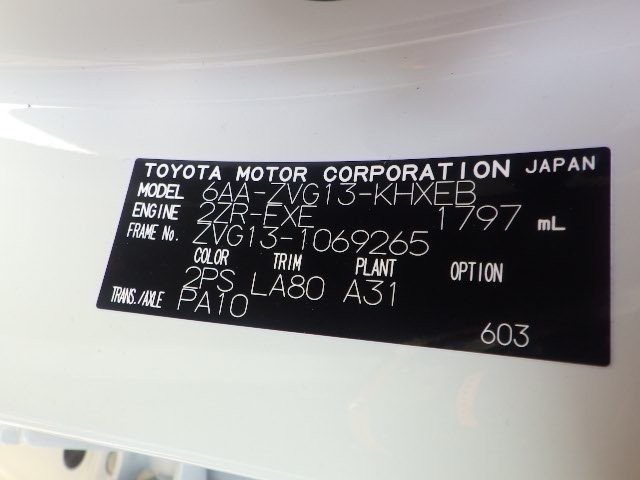 TOYOTA MOTOR CORPORATION JAPAN
MODEL 6AA-ZVG13-KHXEB
ENGINE 2ZR-FXE 1797 mL
FRAME No. ZVG13-1069265
COLOR TRIM PLANT OPTION
2PS LA80 A31
TRANS./AXLE PA10
603